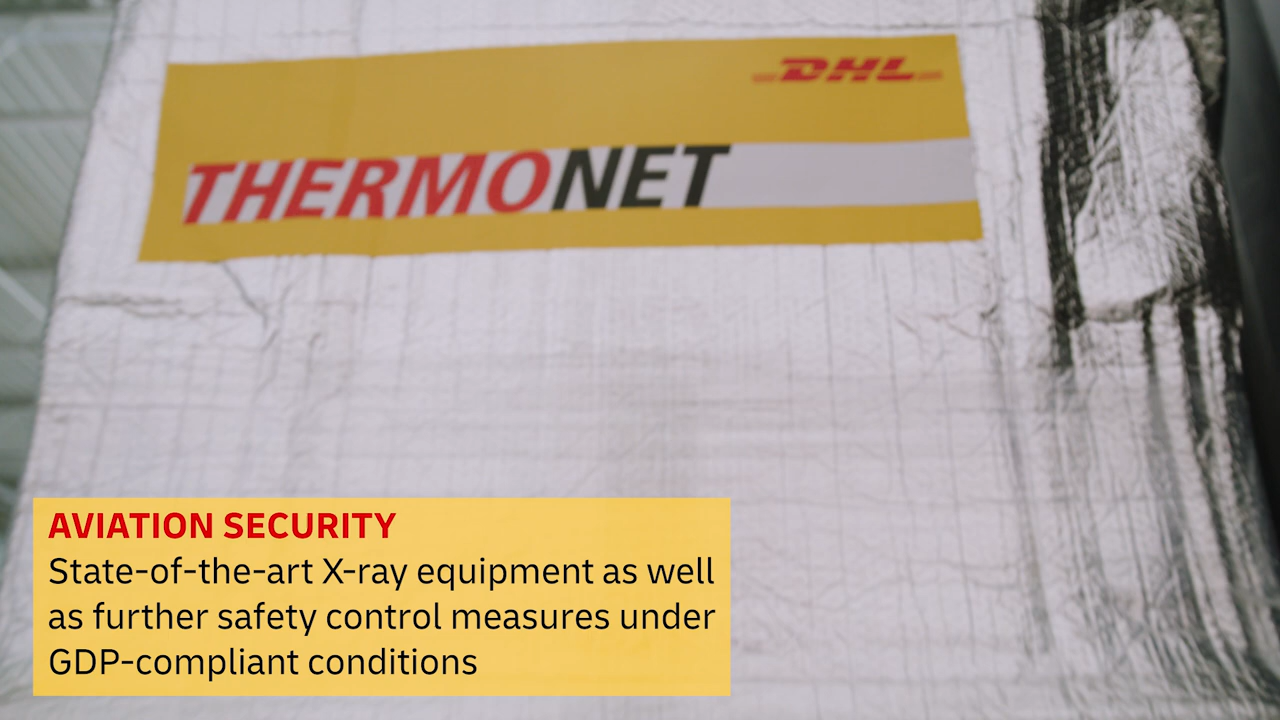 DHL
THERMONET
AVIATION SECURITY
State-of-the-art X-ray equipment as well
as further safety control measures under
GDP-compliant conditions